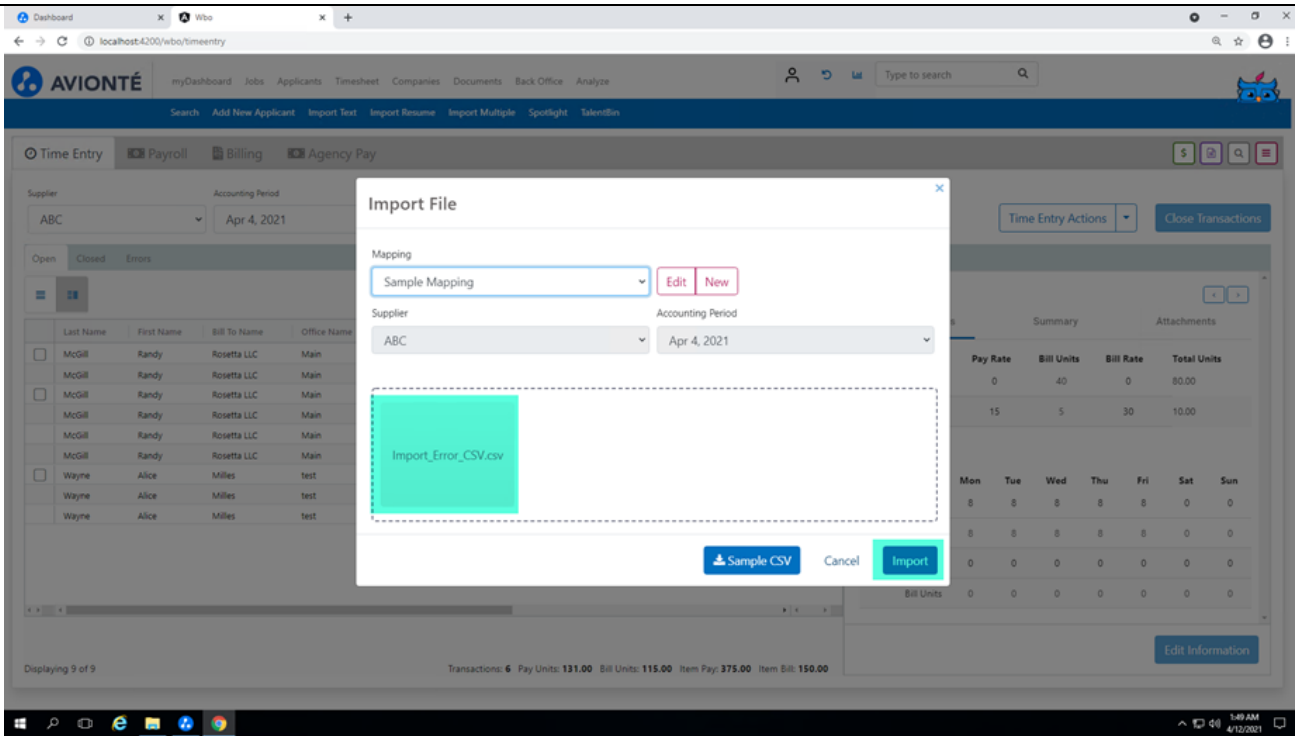 Dashboard
Wbo
localhost:4200/wbo/timeentry
AVIONTÉ
myDashboard Jobs Applicants Timesheet Companies Documents Back Office Analyze
Type to search
Search Add New Applicant Import Text Import Resume Import Multiple Spotlight TalentBin
Time Entry Payroll Billing Agency Pay
$
Supplier Accounting Period
ABC Apr 4, 2021
Time Entry Actions Close Transactions
Open Closed Errors
Last Name First Name Bill To Name Office Name
McGill Randy Rosetta LLC Main
McGill Randy Rosetta LLC Main
McGill Randy Rosetta LLC Main
McGill Randy Rosetta LLC Main
McGill Randy Rosetta LLC Main
McGill Randy Rosetta LLC Main
Wayne Alice Milles test
Wayne Alice Milles test
Wayne Alice Milles test
Import File
Mapping
Sample Mapping Edit New
Supplier Accounting Period
ABC Apr 4, 2021
Import_Error_CSV.csv
Sample CSV Cancel Import
Summary Attachments
Pay Rate Bill Units Bill Rate Total Units
0 40 0 80.00
15 5 30 10.00
Mon Tue Wed Thu Fri Sat Sun
8 8 8 8 8 0 0
8 8 8 8 8 0 0
0 0 0 0 0 0 0
Bill Units 0 0 0 0 0 0 0
Edit Information
Displaying 9 of 9
Transactions: 6 Pay Units: 131.00 Bill Units: 115.00 Item Pay: 375.00 Item Bill: 150.00
1:49 AM
4/12/2021